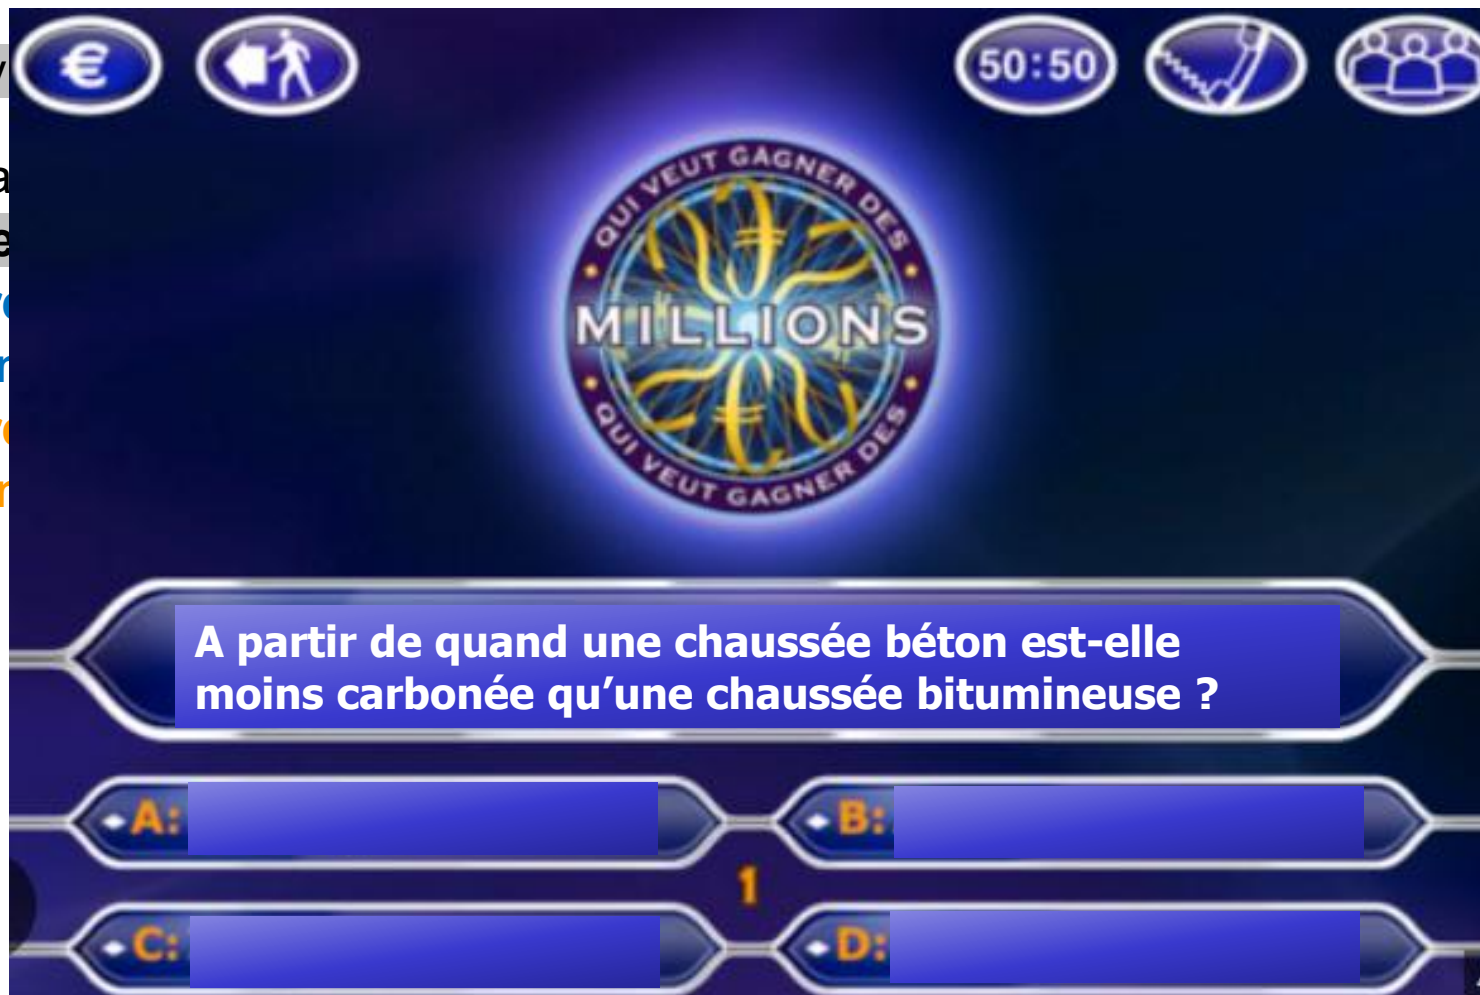 €
50:50
QUI VEUT GAGNER DES
MILLIONS
QUI VEUT GAGNER DES
A partir de quand une chaussée béton est-elle
moins carbonée qu’une chaussée bitumineuse ?
A:
B:
1
C:
D: